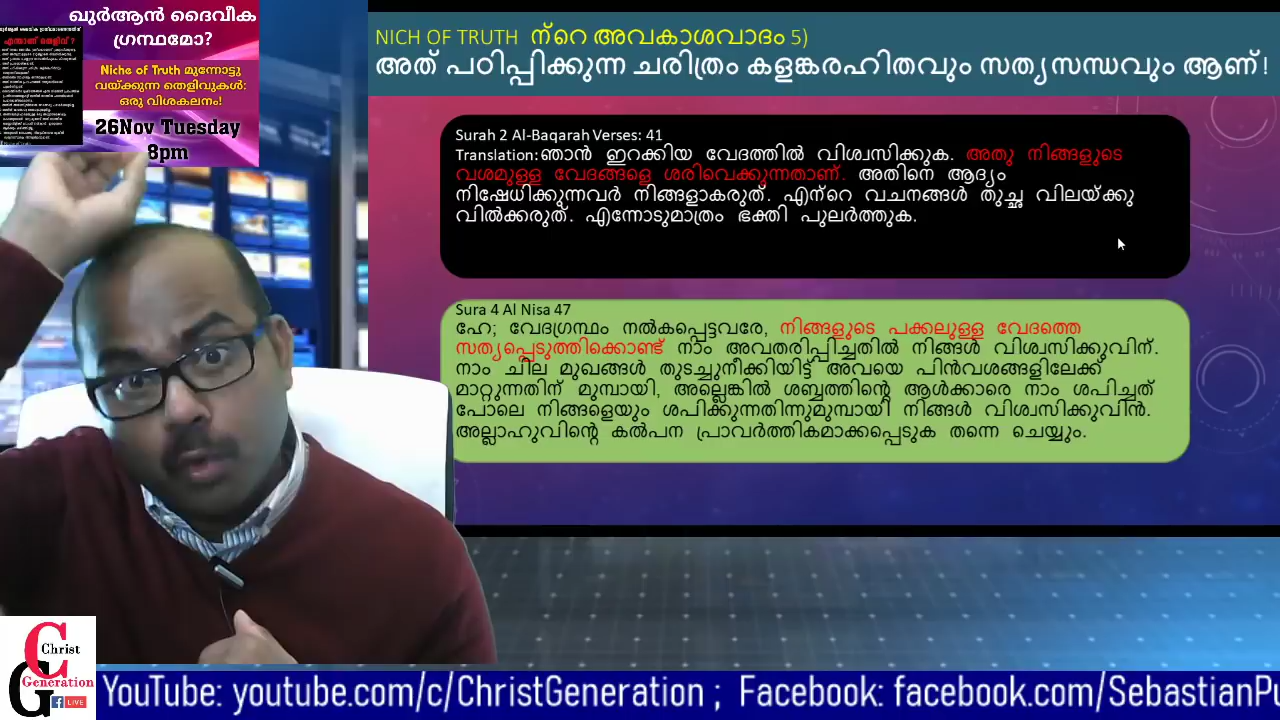 ഖുർആൻ ദൈവീക
ഗ്രന്ഥമോ?
എന്താണ് തെളിവ് ?
Niche of Truth മുന്നോട്ടു
വയ്ക്കുന്ന തെളിവുകൾ:
ഒരു വിശകലനം!
26Nov Tuesday
8pm
NICH OF TRUTH ന്റെ അവകാശവാദം 5)
അത് പഠിപ്പിക്കുന്ന ചരിത്രം കളങ്കരഹിതവും സത്യസന്ധവും ആണ് !
Surah 2 Al-Baqarah Verses: 41
Translation:ഞാൻ ഇറക്കിയ വേദത്തിൽ വിശ്വസിക്കുക. അതു നിങ്ങളുടെ
വശമുള്ള വേദങ്ങളെ ശരിവെക്കുന്നതാണ്. അതിനെ ആദ്യം
നിഷേധിക്കുന്നവർ നിങ്ങളാകരുത്. എന്റെ വചനങ്ങൾ തുച്ഛ വിലയ്ക്കു
വിൽക്കരുത്. എന്നോടുമാത്രം ഭക്തി പുലർത്തുക.
Sura 4 Al Nisa 47
ഹേ; വേദഗ്രന്ഥം നൽകപ്പെട്ടവരേ, നിങ്ങളുടെ പക്കലുള്ള വേദത്തെ
സത്യപ്പെടുത്തിക്കൊണ്ട് നാം അവതരിപ്പിച്ചതിൽ നിങ്ങൾ വിശ്വസിക്കുവിന്.
നാം ചില മുഖങ്ങൾ തുടച്ചുനീക്കിയിട്ട് അവയെ പിൻവശങ്ങളിലേക്ക്
മാറ്റുന്നതിന് മുമ്പായി, അല്ലെങ്കിൽ ശബ്ബത്തിന്റെ ആൾക്കാരെ നാം ശപിച്ചത്
പോലെ നിങ്ങളെയും ശപിക്കുന്നതിന്നുമുമ്പായി നിങ്ങൾ വിശ്വസിക്കുവിൻ.
അല്ലാഹുവിന്റെ കൽപന പ്രാവർത്തികമാക്കപ്പെടുക തന്നെ ചെയ്യും.
Christ
Generation
LIVE
YouTube: youtube.com/c/ChristGeneration ; Facebook: facebook.com/SebastianPu